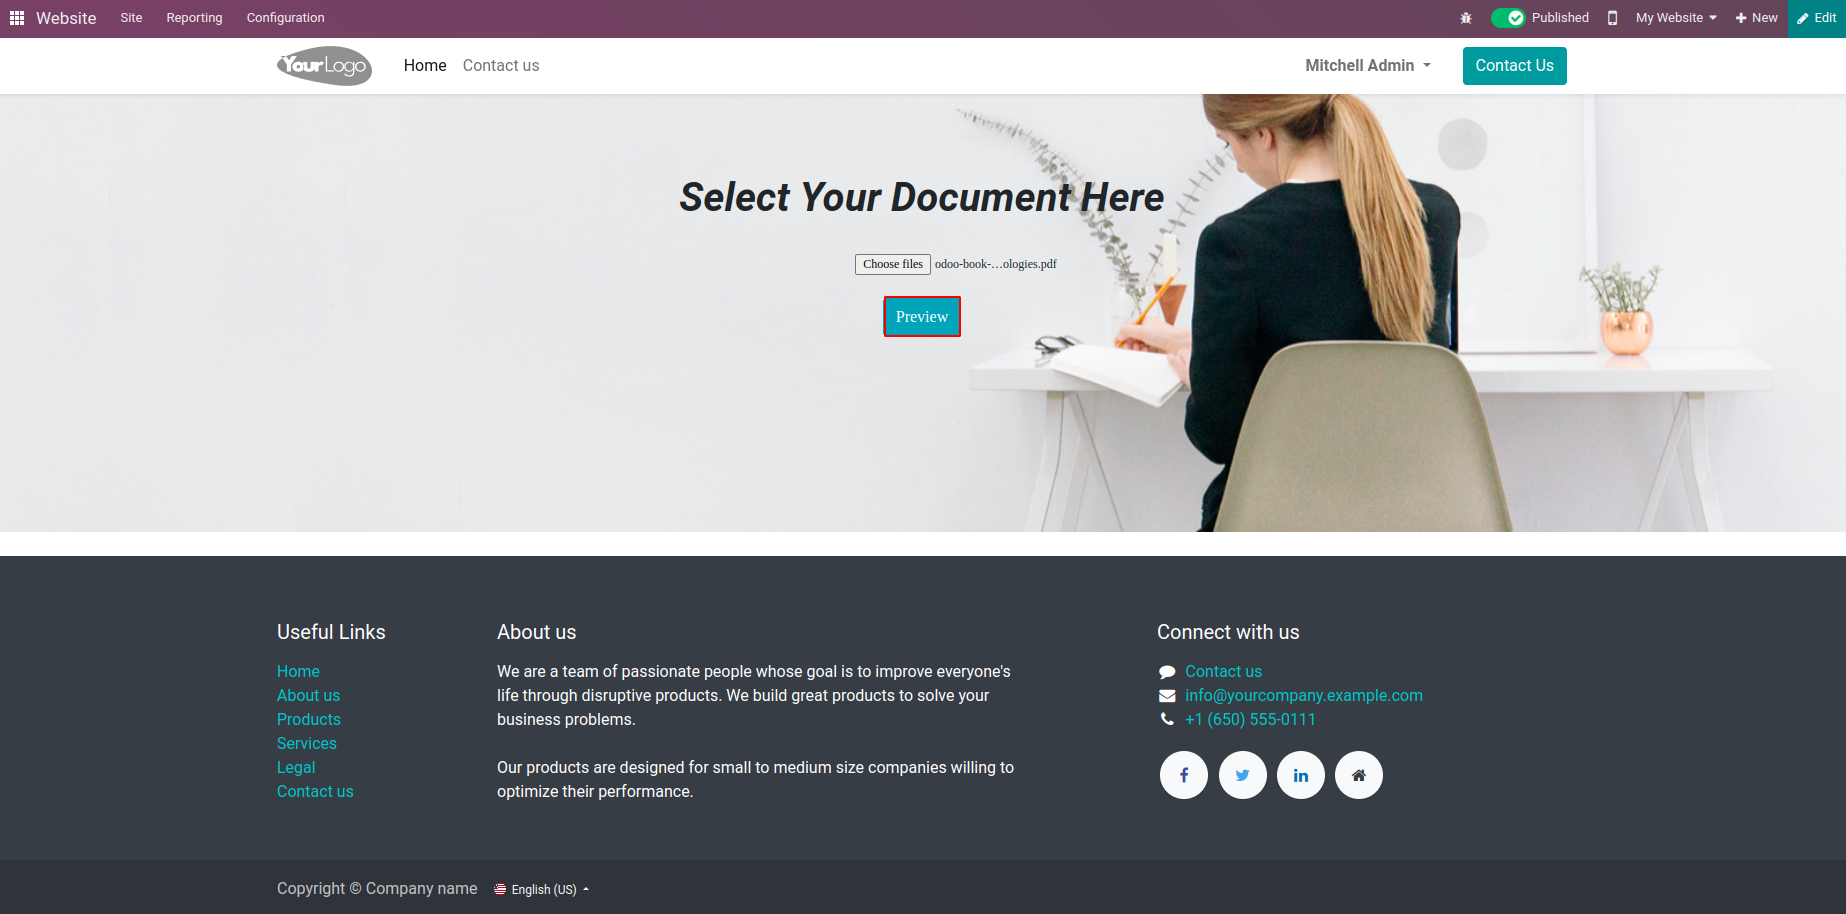 Website Site Reporting Configuration Published My Website New Edit
YourLogo Home Contact us Mitchell Admin Contact Us
Select Your Document Here
Choose files odoo-book-…ologies.pdf
Preview
Useful Links
Home
About us
Products
Services
Legal
Contact us
About us
We are a team of passionate people whose goal is to improve everyone's
life through disruptive products. We build great products to solve your
business problems.
Our products are designed for small to medium size companies willing to
optimize their performance.
Connect with us
Contact us
info@yourcompany.example.com
+1 (650) 555-0111
Copyright © Company name English (US)